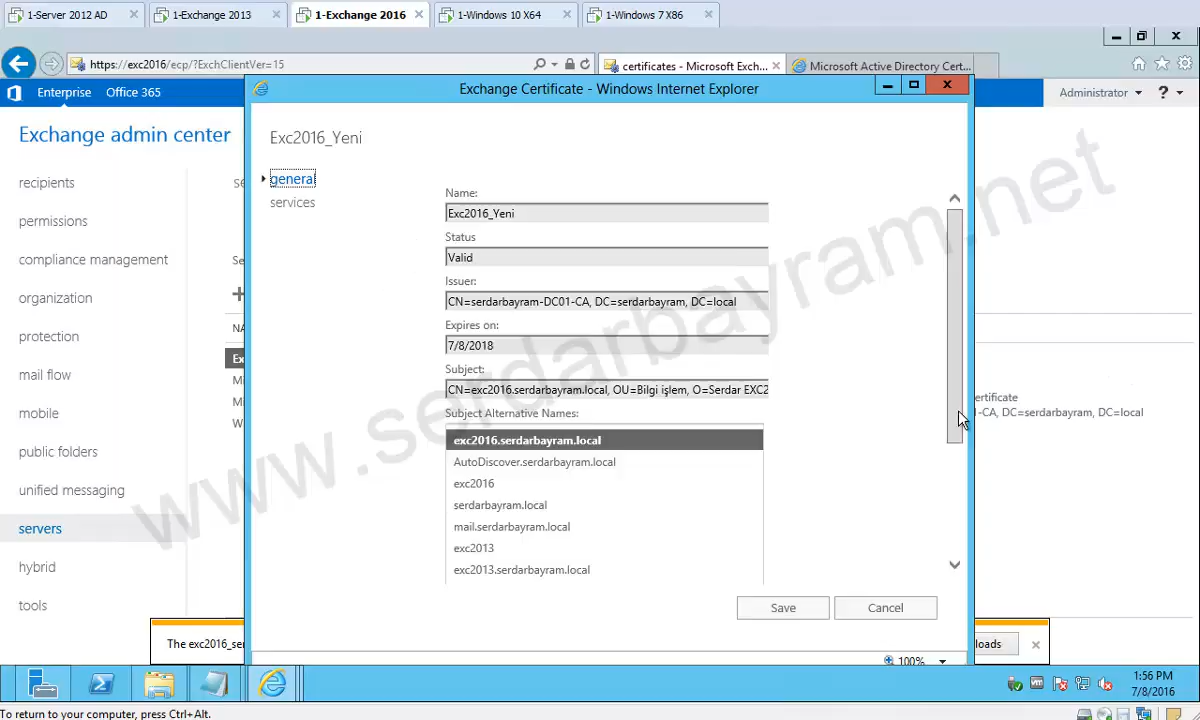 1-Server 2012 AD
1-Exchange 2013
1-Exchange 2016
1-Windows 10 X64
1-Windows 7 X86
https://exc2016/ecp/?ExchClientVer=15
certificates - Microsoft Exch...
Microsoft Active Directory Cert...
Exchange Certificate - Windows Internet Explorer
Enterprise
Office 365
Administrator
?
Exchange admin center
recipients
permissions
compliance management
organization
protection
mail flow
mobile
public folders
unified messaging
servers
hybrid
tools
Exc2016_Yeni
general
services
Name:
Exc2016_Yeni
Status
Valid
Issuer:
CN=serdarbayram-DC01-CA, DC=serdarbayram, DC=local
Expires on:
7/8/2018
Subject:
CN=exc2016.serdarbayram.local, OU=Bilgi işlem, O=Serdar EXC2
Subject Alternative Names:
exc2016.serdarbayram.local
AutoDiscover.serdarbayram.local
exc2016
serdarbayram.local
mail.serdarbayram.local
exc2013
exc2013.serdarbayram.local
Save
Cancel
100%
ertificate
-CA, DC=serdarbayram, DC=local
The exc2016_se
loads
www.serdarbayram.net
1:56 PM
7/8/2016
To return to your computer, press Ctrl+Alt.